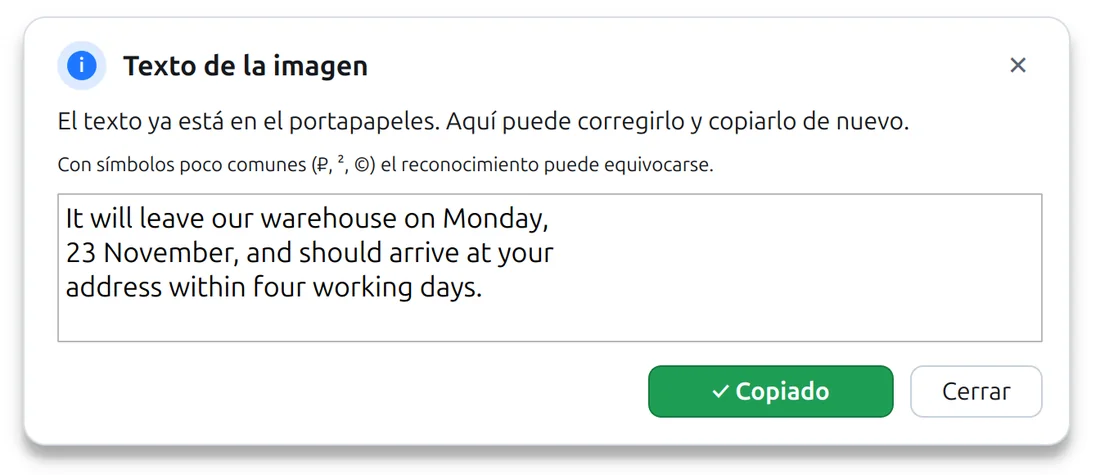 Texto de la imagen
El texto ya está en el portapapeles. Aquí puede corregirlo y copiarlo de nuevo.
Con símbolos poco comunes (₽, ², ©) el reconocimiento puede equivocarse.
It will leave our warehouse on Monday,
23 November, and should arrive at your
address within four working days.
✓ Copiado
Cerrar